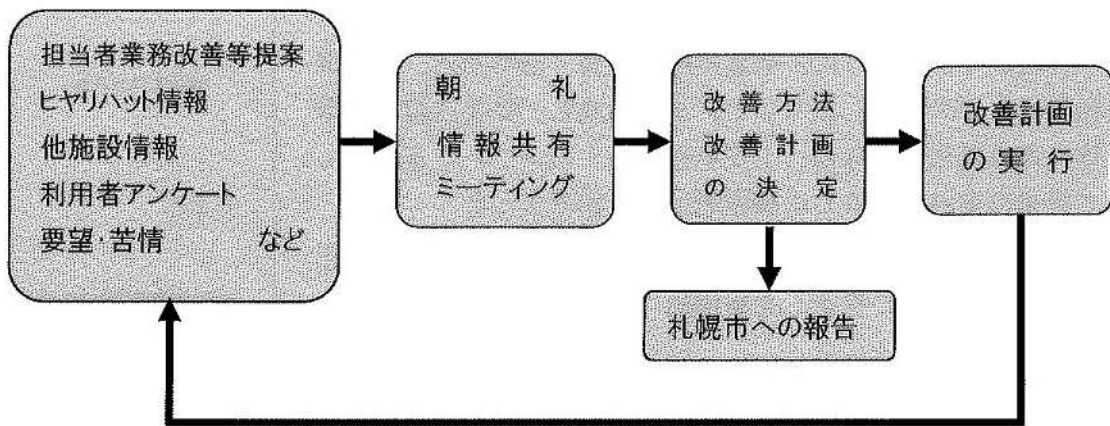 担当者業務改善等提案
ヒヤリハット情報
他施設情報
利用者アンケート
要望・苦情 など
朝 礼
情報共有
ミーティング
改善方法
改善計画
の決定
改善計画
の実行
札幌市への報告